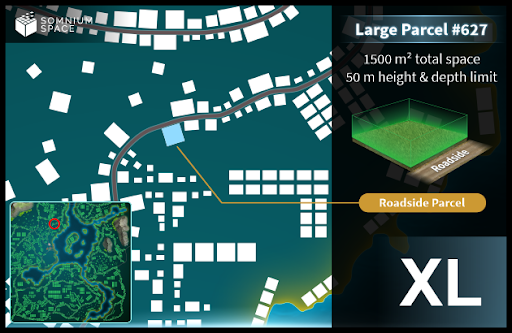 SOMNIUM
SPACE
Large Parcel #627
1500 m² total space
50 m height & depth limit
Roadside
Roadside Parcel
XL